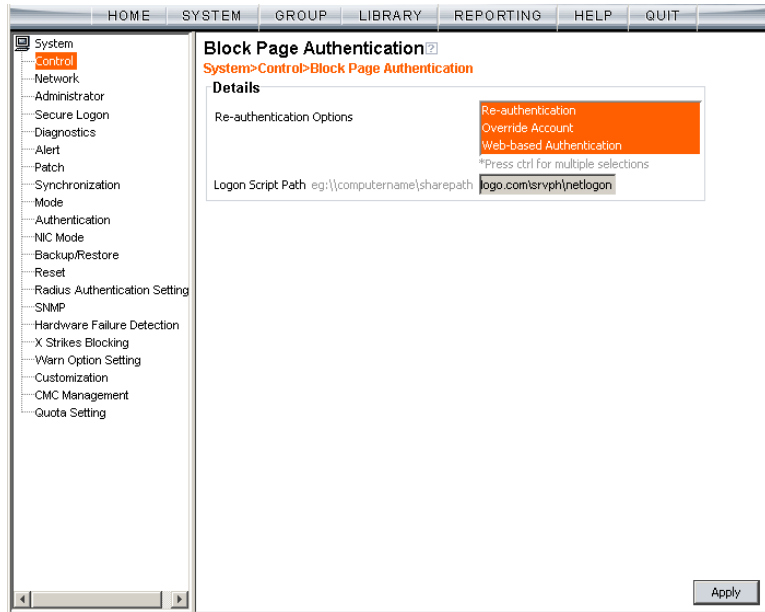 HOME SYSTEM GROUP LIBRARY REPORTING HELP QUIT
System
Control
Network
Administrator
Secure Logon
Diagnostics
Alert
Patch
Synchronization
Mode
Authentication
NIC Mode
Backup/Restore
Reset
Radius Authentication Setting
SNMP
Hardware Failure Detection
X Strikes Blocking
Warn Option Setting
Customization
CMC Management
Quota Setting
Block Page Authentication?
System>Control>Block Page Authentication
Details
Re-authentication Options
Re-authentication
Override Account
Web-based Authentication
*Press ctrl for multiple selections
Logon Script Path eg:\\computername\sharepath logo.com\srvph\netlogon
Apply